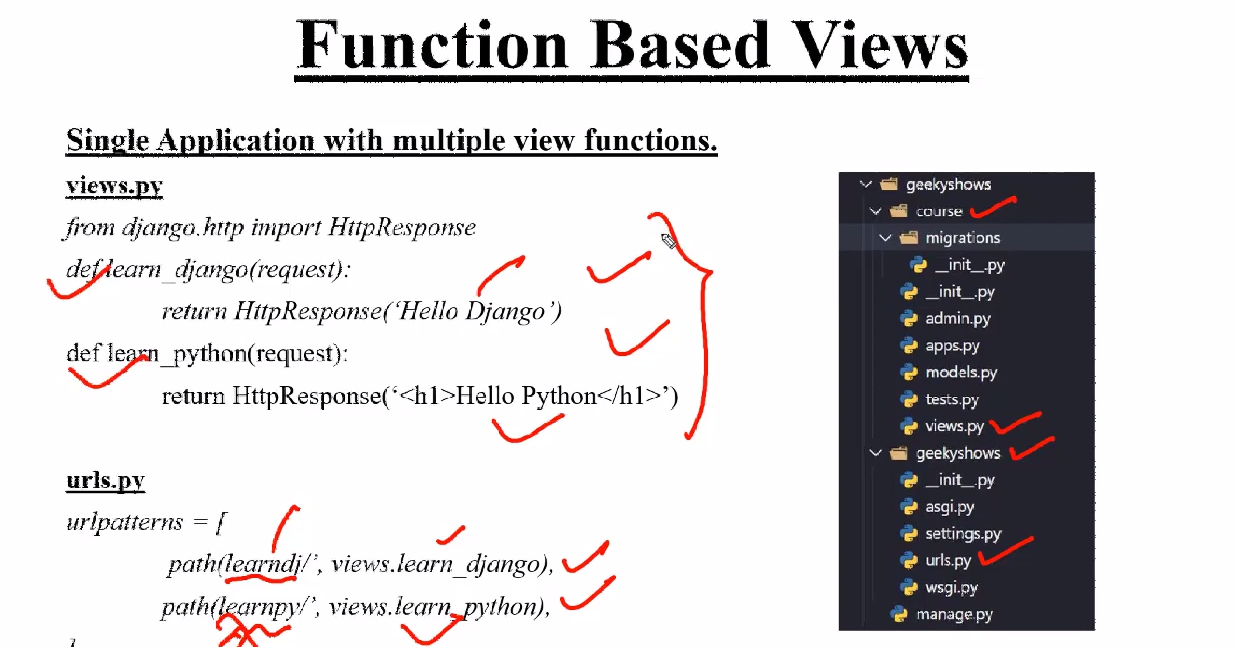 Function Based Views
Single Application with multiple view functions.
views.py
from django.http import HttpResponse
def learn_django(request):
return HttpResponse(‘Hello Django’)
def learn_python(request):
return HttpResponse(‘<h1>Hello Python</h1>’)
urls.py
urlpatterns = [
path(learndj/’, views.learn_django),
path(learnpy/’, views.learn_python),
]
geekyshows
course
migrations
__init__.py
__init__.py
admin.py
apps.py
models.py
tests.py
views.py
geekyshows
__init__.py
asgi.py
settings.py
urls.py
wsgi.py
manage.py